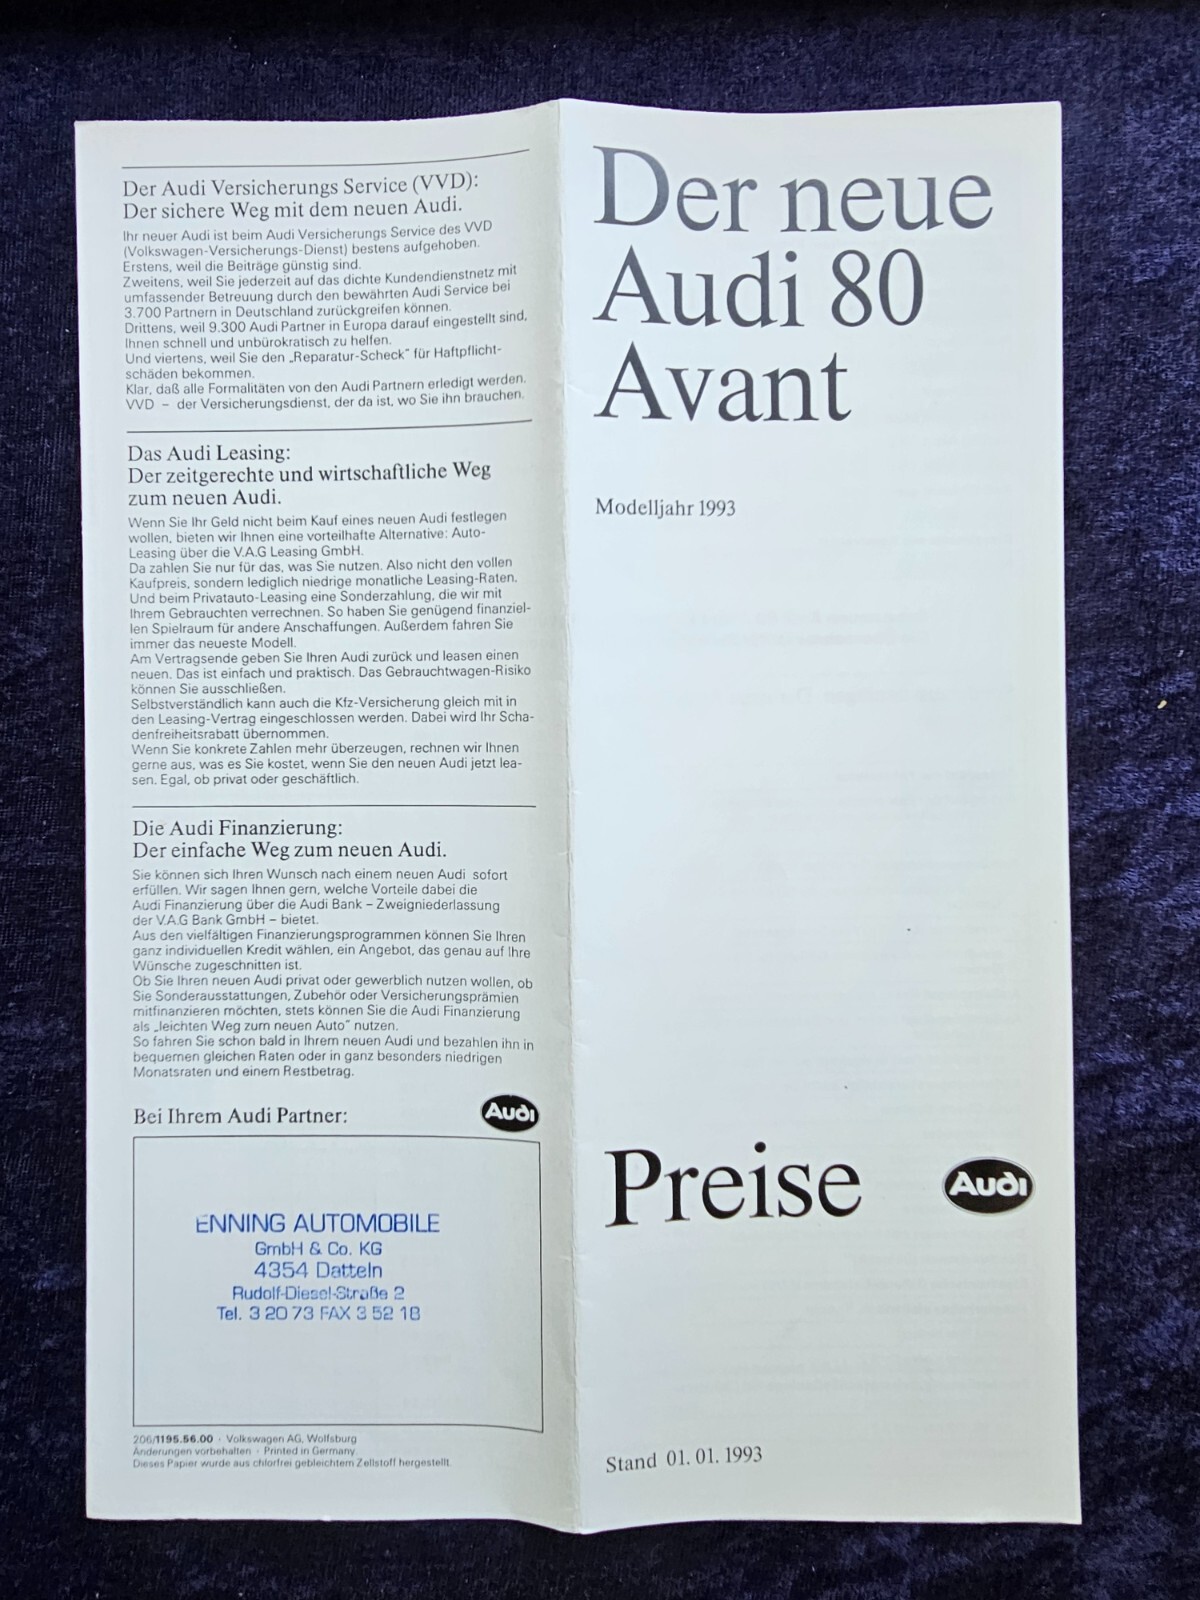 Der Audi Versicherungs Service (VVD):
Der sichere Weg mit dem neuen Audi.
Ihr neuer Audi ist beim Audi Versicherungs Service des VVD
(Volkswagen-Versicherungs-Dienst) bestens aufgehoben.
Erstens, weil die Beiträge günstig sind.
Zweitens, weil Sie jederzeit auf das dichte Kundendienstnetz mit
umfassender Betreuung durch den bewährten Audi Service bei
3.700 Partnern in Deutschland zurückgreifen können.
Drittens, weil 9.300 Audi Partner in Europa darauf eingestellt sind,
Ihnen schnell und unbürokratisch zu helfen.
Und viertens, weil Sie den „Reparatur-Scheck" für Haftpflicht-
schäden bekommen.
Klar, daß alle Formalitäten von den Audi Partnern erledigt werden.
VVD – der Versicherungsdienst, der da ist, wo Sie ihn brauchen.
Das Audi Leasing:
Der zeitgerechte und wirtschaftliche Weg
zum neuen Audi.
Wenn Sie Ihr Geld nicht beim Kauf eines neuen Audi festlegen
wollen, bieten wir Ihnen eine vorteilhafte Alternative: Auto-
Leasing über die V.A.G Leasing GmbH.
Da zahlen Sie nur für das, was Sie nutzen. Also nicht den vollen
Kaufpreis, sondern lediglich niedrige monatliche Leasing-Raten.
Und beim Privatauto-Leasing eine Sonderzahlung, die wir mit
Ihrem Gebrauchten verrechnen. So haben Sie genügend finanziel-
len Spielraum für andere Anschaffungen. Außerdem fahren Sie
immer das neueste Modell.
Am Vertragsende geben Sie Ihren Audi zurück und leasen einen
neuen. Das ist einfach und praktisch. Das Gebrauchtwagen-Risiko
können Sie ausschließen.
Selbstverständlich kann auch die Kfz-Versicherung gleich mit in
den Leasing-Vertrag eingeschlossen werden. Dabei wird Ihr Scha-
denfreiheitsrabatt übernommen.
Wenn Sie konkrete Zahlen mehr überzeugen, rechnen wir Ihnen
gerne aus, was es Sie kostet, wenn Sie den neuen Audi jetzt lea-
sen. Egal, ob privat oder geschäftlich.
Die Audi Finanzierung:
Der einfache Weg zum neuen Audi.
Sie können sich Ihren Wunsch nach einem neuen Audi sofort
erfüllen. Wir sagen Ihnen gern, welche Vorteile dabei die
Audi Finanzierung über die Audi Bank – Zweigniederlassung
der V.A.G Bank GmbH – bietet.
Aus den vielfältigen Finanzierungsprogrammen können Sie Ihren
ganz individuellen Kredit wählen, ein Angebot, das genau auf Ihre
Wünsche zugeschnitten ist.
Ob Sie Ihren neuen Audi privat oder gewerblich nutzen wollen, ob
Sie Sonderausstattungen, Zubehör oder Versicherungsprämien
mitfinanzieren möchten, stets können Sie die Audi Finanzierung
als „leichten Weg zum neuen Auto" nutzen.
So fahren Sie schon bald in Ihrem neuen Audi und bezahlen ihn in
bequemen gleichen Raten oder in ganz besonders niedrigen
Monatsraten und einem Restbetrag.
Bei Ihrem Audi Partner:
Audi
ENNING AUTOMOBILE
GmbH & Co. KG
4354 Datteln
Rudolf-Diesel-Straße 2
Tel. 3 20 73 FAX 3 52 18
206/1195.56.00 · Volkswagen AG, Wolfsburg
Änderungen vorbehalten · Printed in Germany.
Dieses Papier wurde aus chlorfrei gebleichtem Zellstoff hergestellt.
Der neue
Audi 80
Avant
Modelljahr 1993
Preise
Audi
Stand 01. 01. 1993